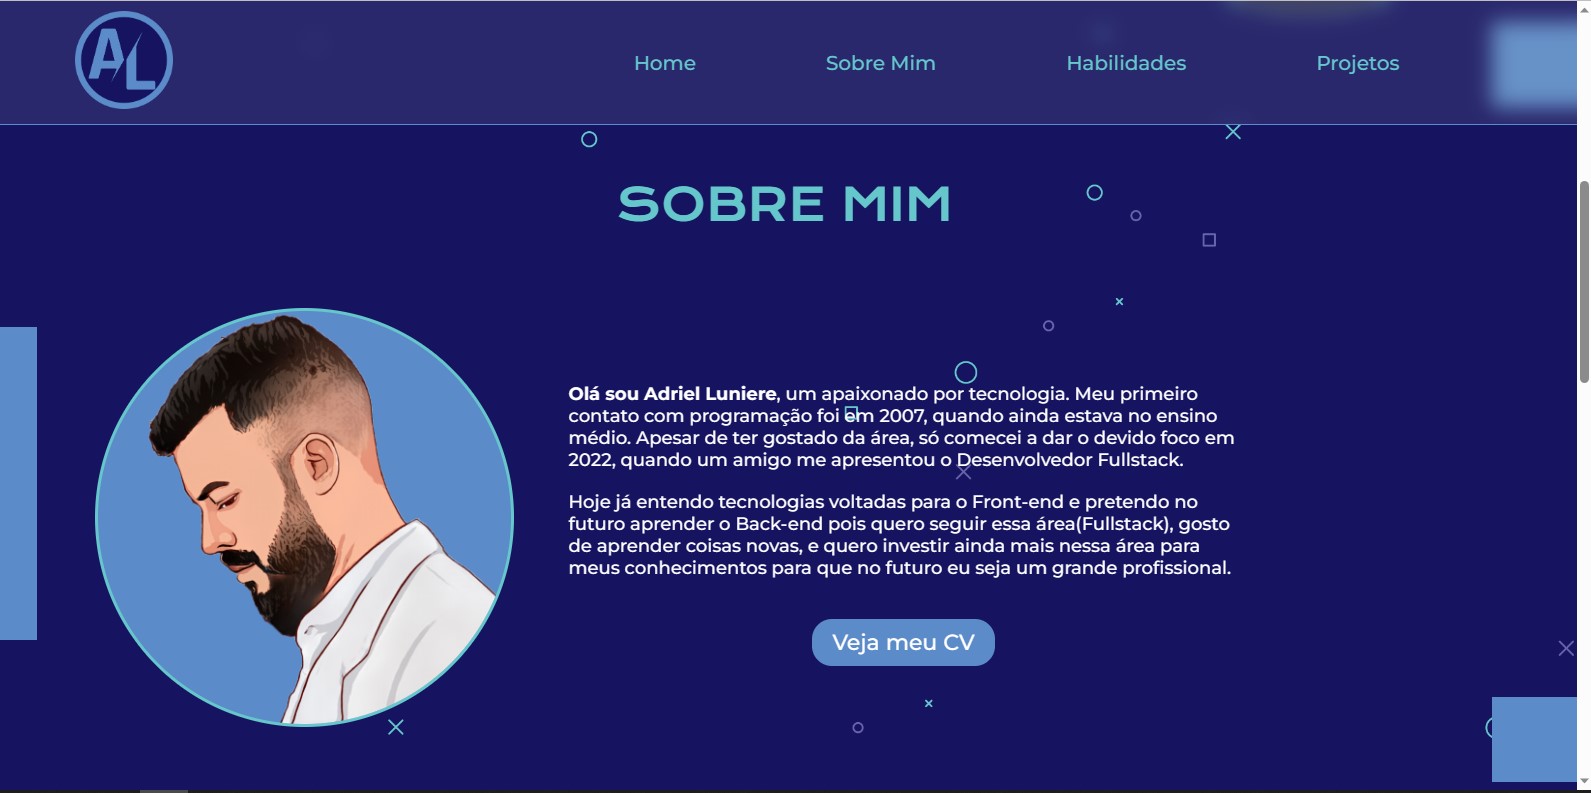 AL
Home Sobre Mim Habilidades Projetos
SOBRE MIM
Olá sou Adriel Luniere, um apaixonado por tecnologia. Meu primeiro
contato com programação foi em 2007, quando ainda estava no ensino
médio. Apesar de ter gostado da área, só comecei a dar o devido foco em
2022, quando um amigo me apresentou o Desenvolvedor Fullstack.
Hoje já entendo tecnologias voltadas para o Front-end e pretendo no
futuro aprender o Back-end pois quero seguir essa área(Fullstack), gosto
de aprender coisas novas, e quero investir ainda mais nessa área para
meus conhecimentos para que no futuro eu seja um grande profissional.
Veja meu CV